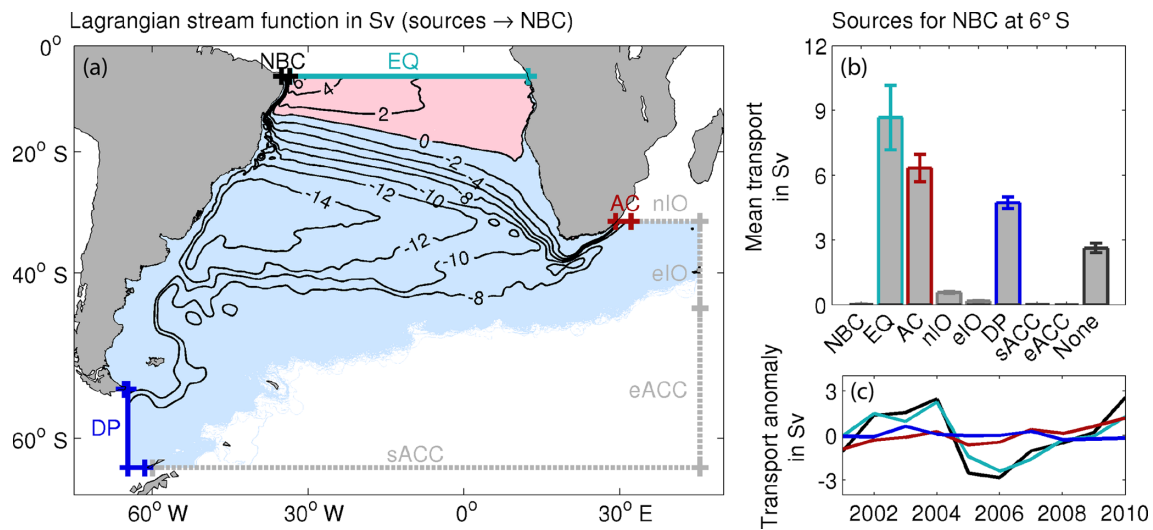 Lagrangian stream function in Sv (sources → NBC)
0°
20° S
40° S
60° S
(a)
NBC
EQ
6
4
2
0
-2
-4
-8
-10
-12
-14
-12
-10
-8
AC
nIO
eIO
eACC
sACC
DP
60° W
30° W
0°
30° E
Sources for NBC at 6° S
Mean transport
in Sv
12
9
6
3
0
(b)
NBC
EQ
AC
nIO
eIO
DP
sACC
eACC
None
Transport anomaly
in Sv
3
0
-3
(c)
2002
2004
2006
2008
2010